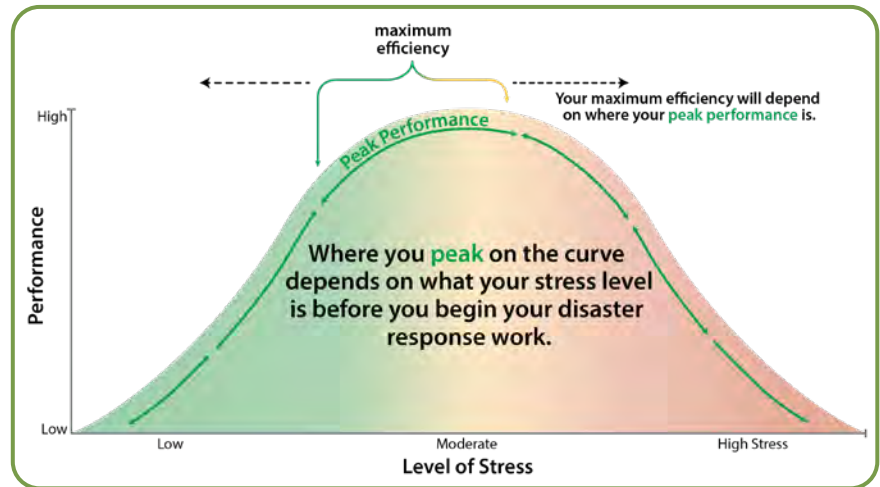 maximum
efficiency
Your maximum efficiency will depend
on where your peak performance is.
High
Peak Performance
Performance
Where you peak on the curve
depends on what your stress level
is before you begin your disaster
response work.
Low
Low
Moderate
High Stress
Level of Stress